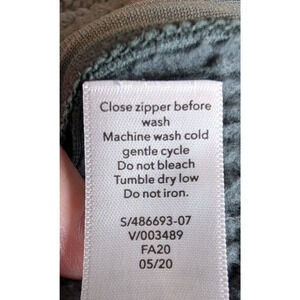 Close zipper before
wash
Machine wash cold
gentle cycle
Do not bleach
Tumble dry low
Do not iron.
S/486693-07
V/003489
FA20
05/20